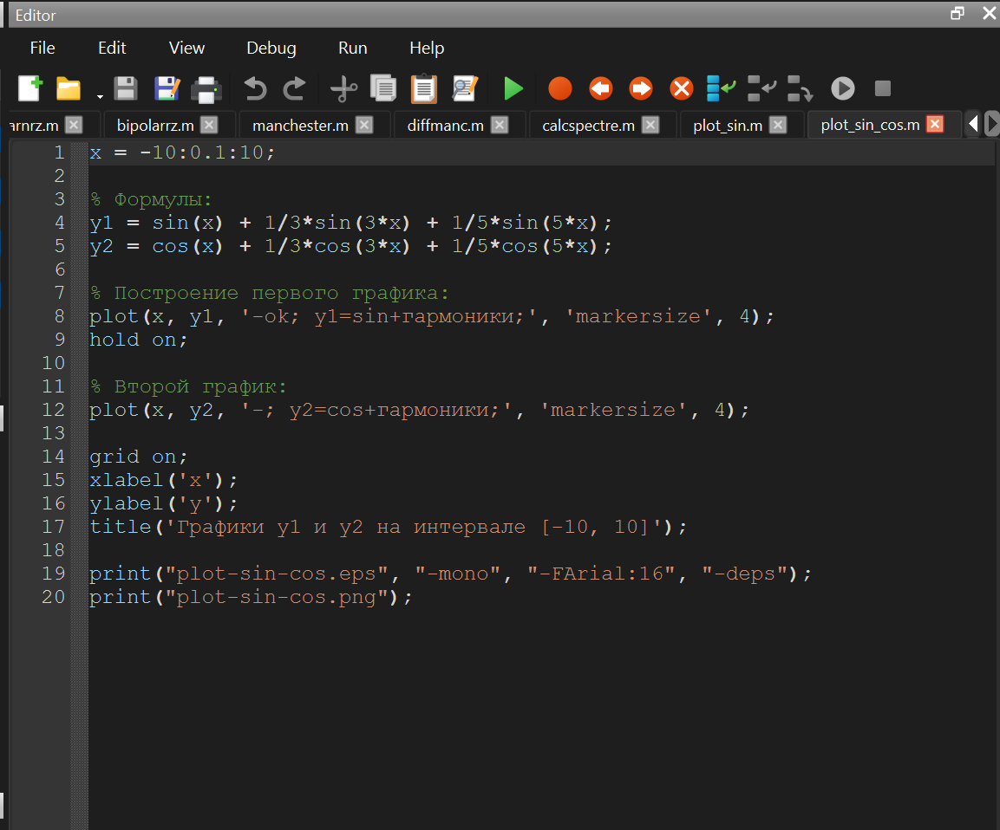 Editor
File Edit View Debug Run Help
arnrz.m bipolarrz.m manchester.m diffmanc.m calcspectre.m plot_sin.m plot_sin_cos.m
1 x = -10:0.1:10;
2
3 % Формулы:
4 y1 = sin(x) + 1/3*sin(3*x) + 1/5*sin(5*x);
5 y2 = cos(x) + 1/3*cos(3*x) + 1/5*cos(5*x);
6
7 % Построение первого графика:
8 plot(x, y1, '-ok; y1=sin+гармоники;', 'markersize', 4);
9 hold on;
10
11 % Второй график:
12 plot(x, y2, '-; y2=cos+гармоники;', 'markersize', 4);
13
14 grid on;
15 xlabel('x');
16 ylabel('y');
17 title('Графики y1 и y2 на интервале [-10, 10]');
18
19 print("plot-sin-cos.eps", "-mono", "-FArial:16", "-deps");
20 print("plot-sin-cos.png");